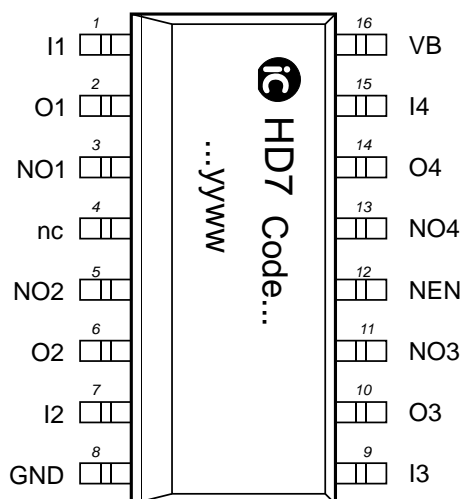 1
I1
2
O1
3
NO1
4
nc
5
NO2
6
O2
7
I2
8
GND
ic HD7 Code...
...yyww
16
VB
15
I4
14
O4
13
NO4
12
NEN
11
NO3
10
O3
9
I3